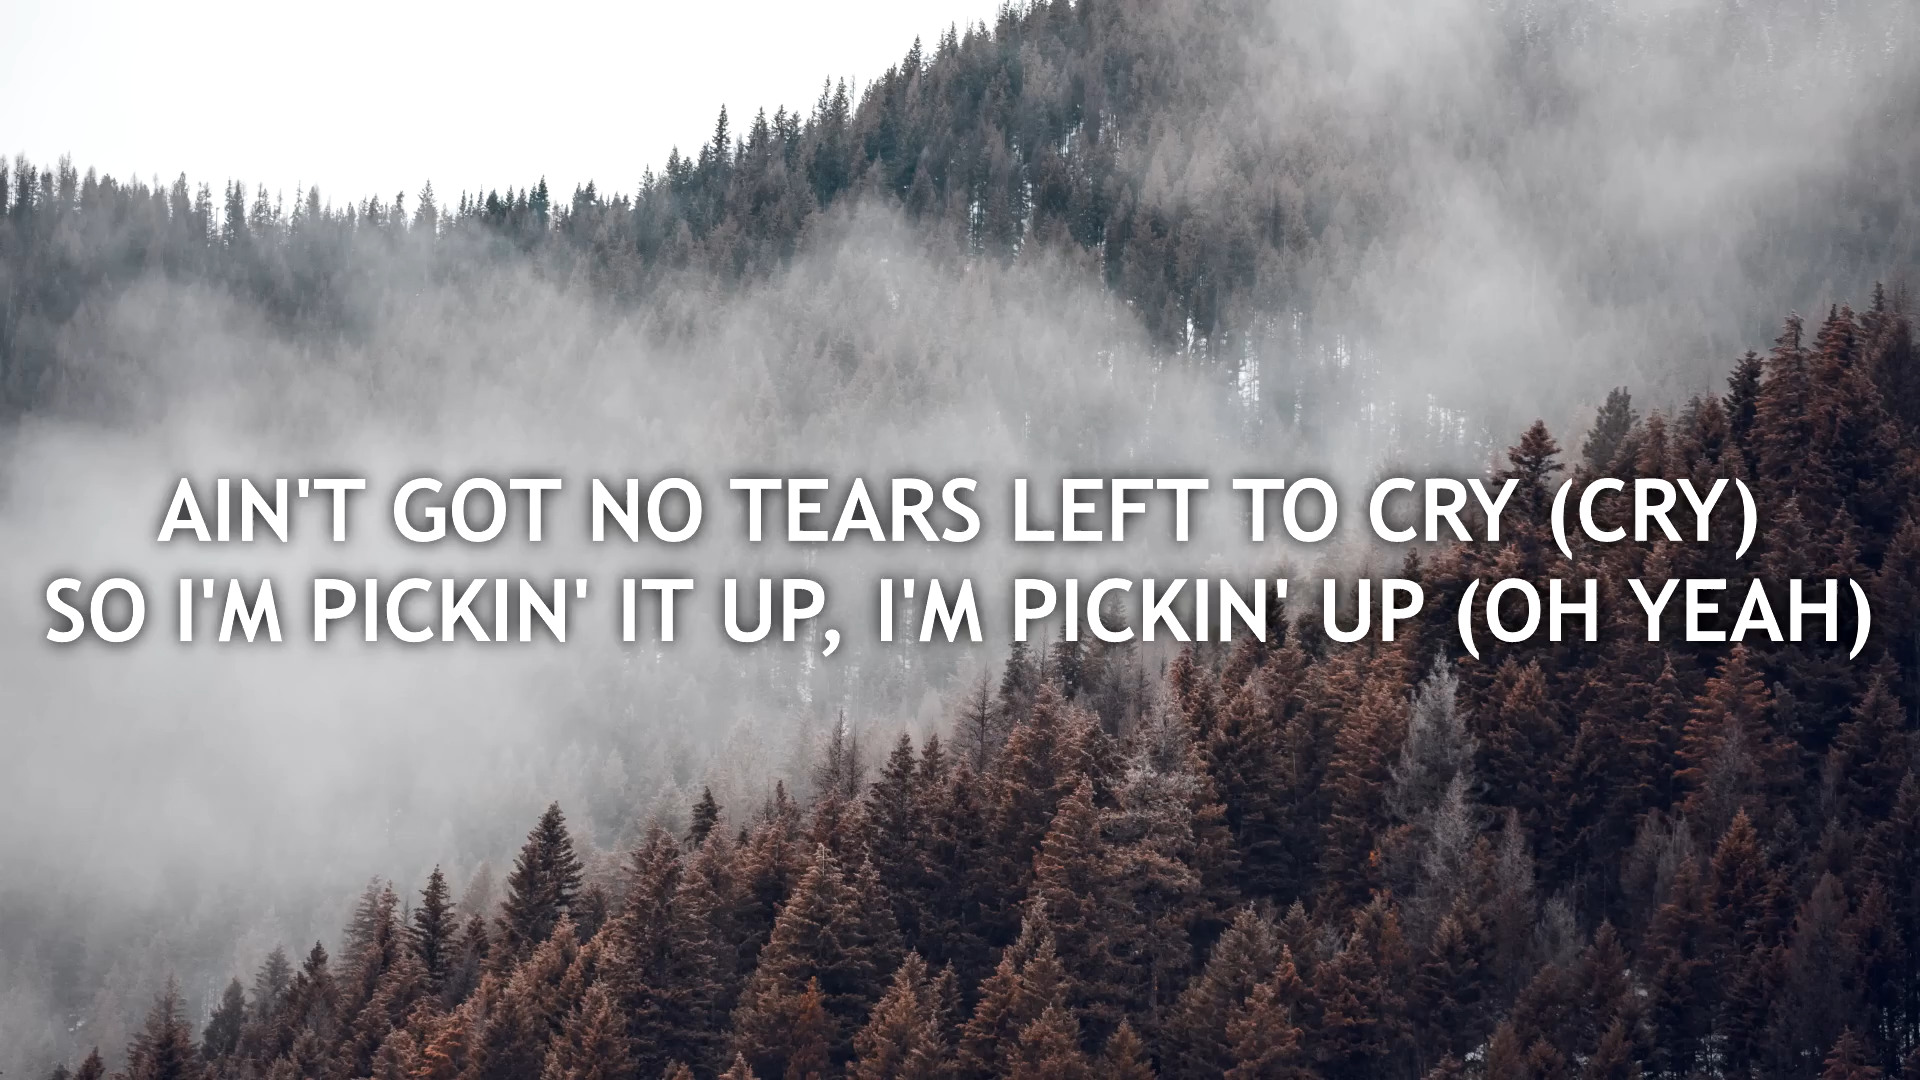 AIN'T GOT NO TEARS LEFT TO CRY (CRY)
SO I'M PICKIN' IT UP, I'M PICKIN' UP (OH YEAH)